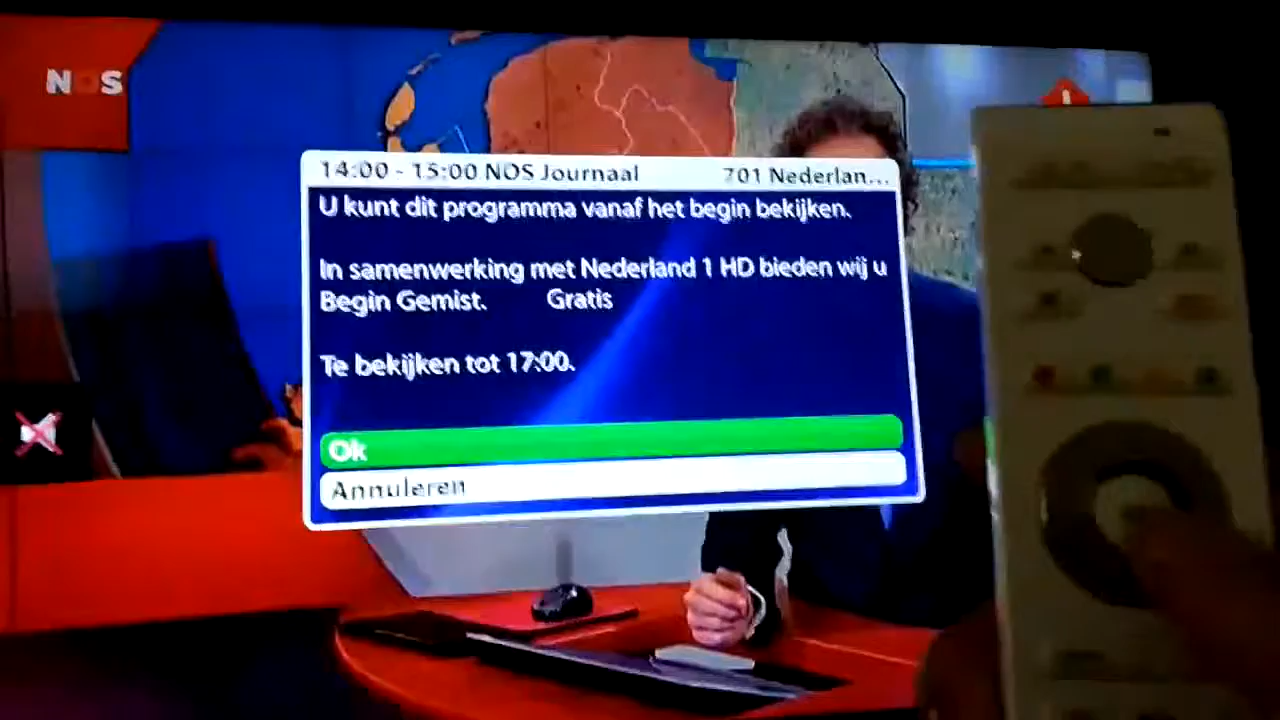 NOS
14:00 - 15:00 NOS Journaal 701 Nederlan...
U kunt dit programma vanaf het begin bekijken.
In samenwerking met Nederland 1 HD bieden wij u
Begin Gemist. Gratis
Te bekijken tot 17:00.
Ok
Annuleren